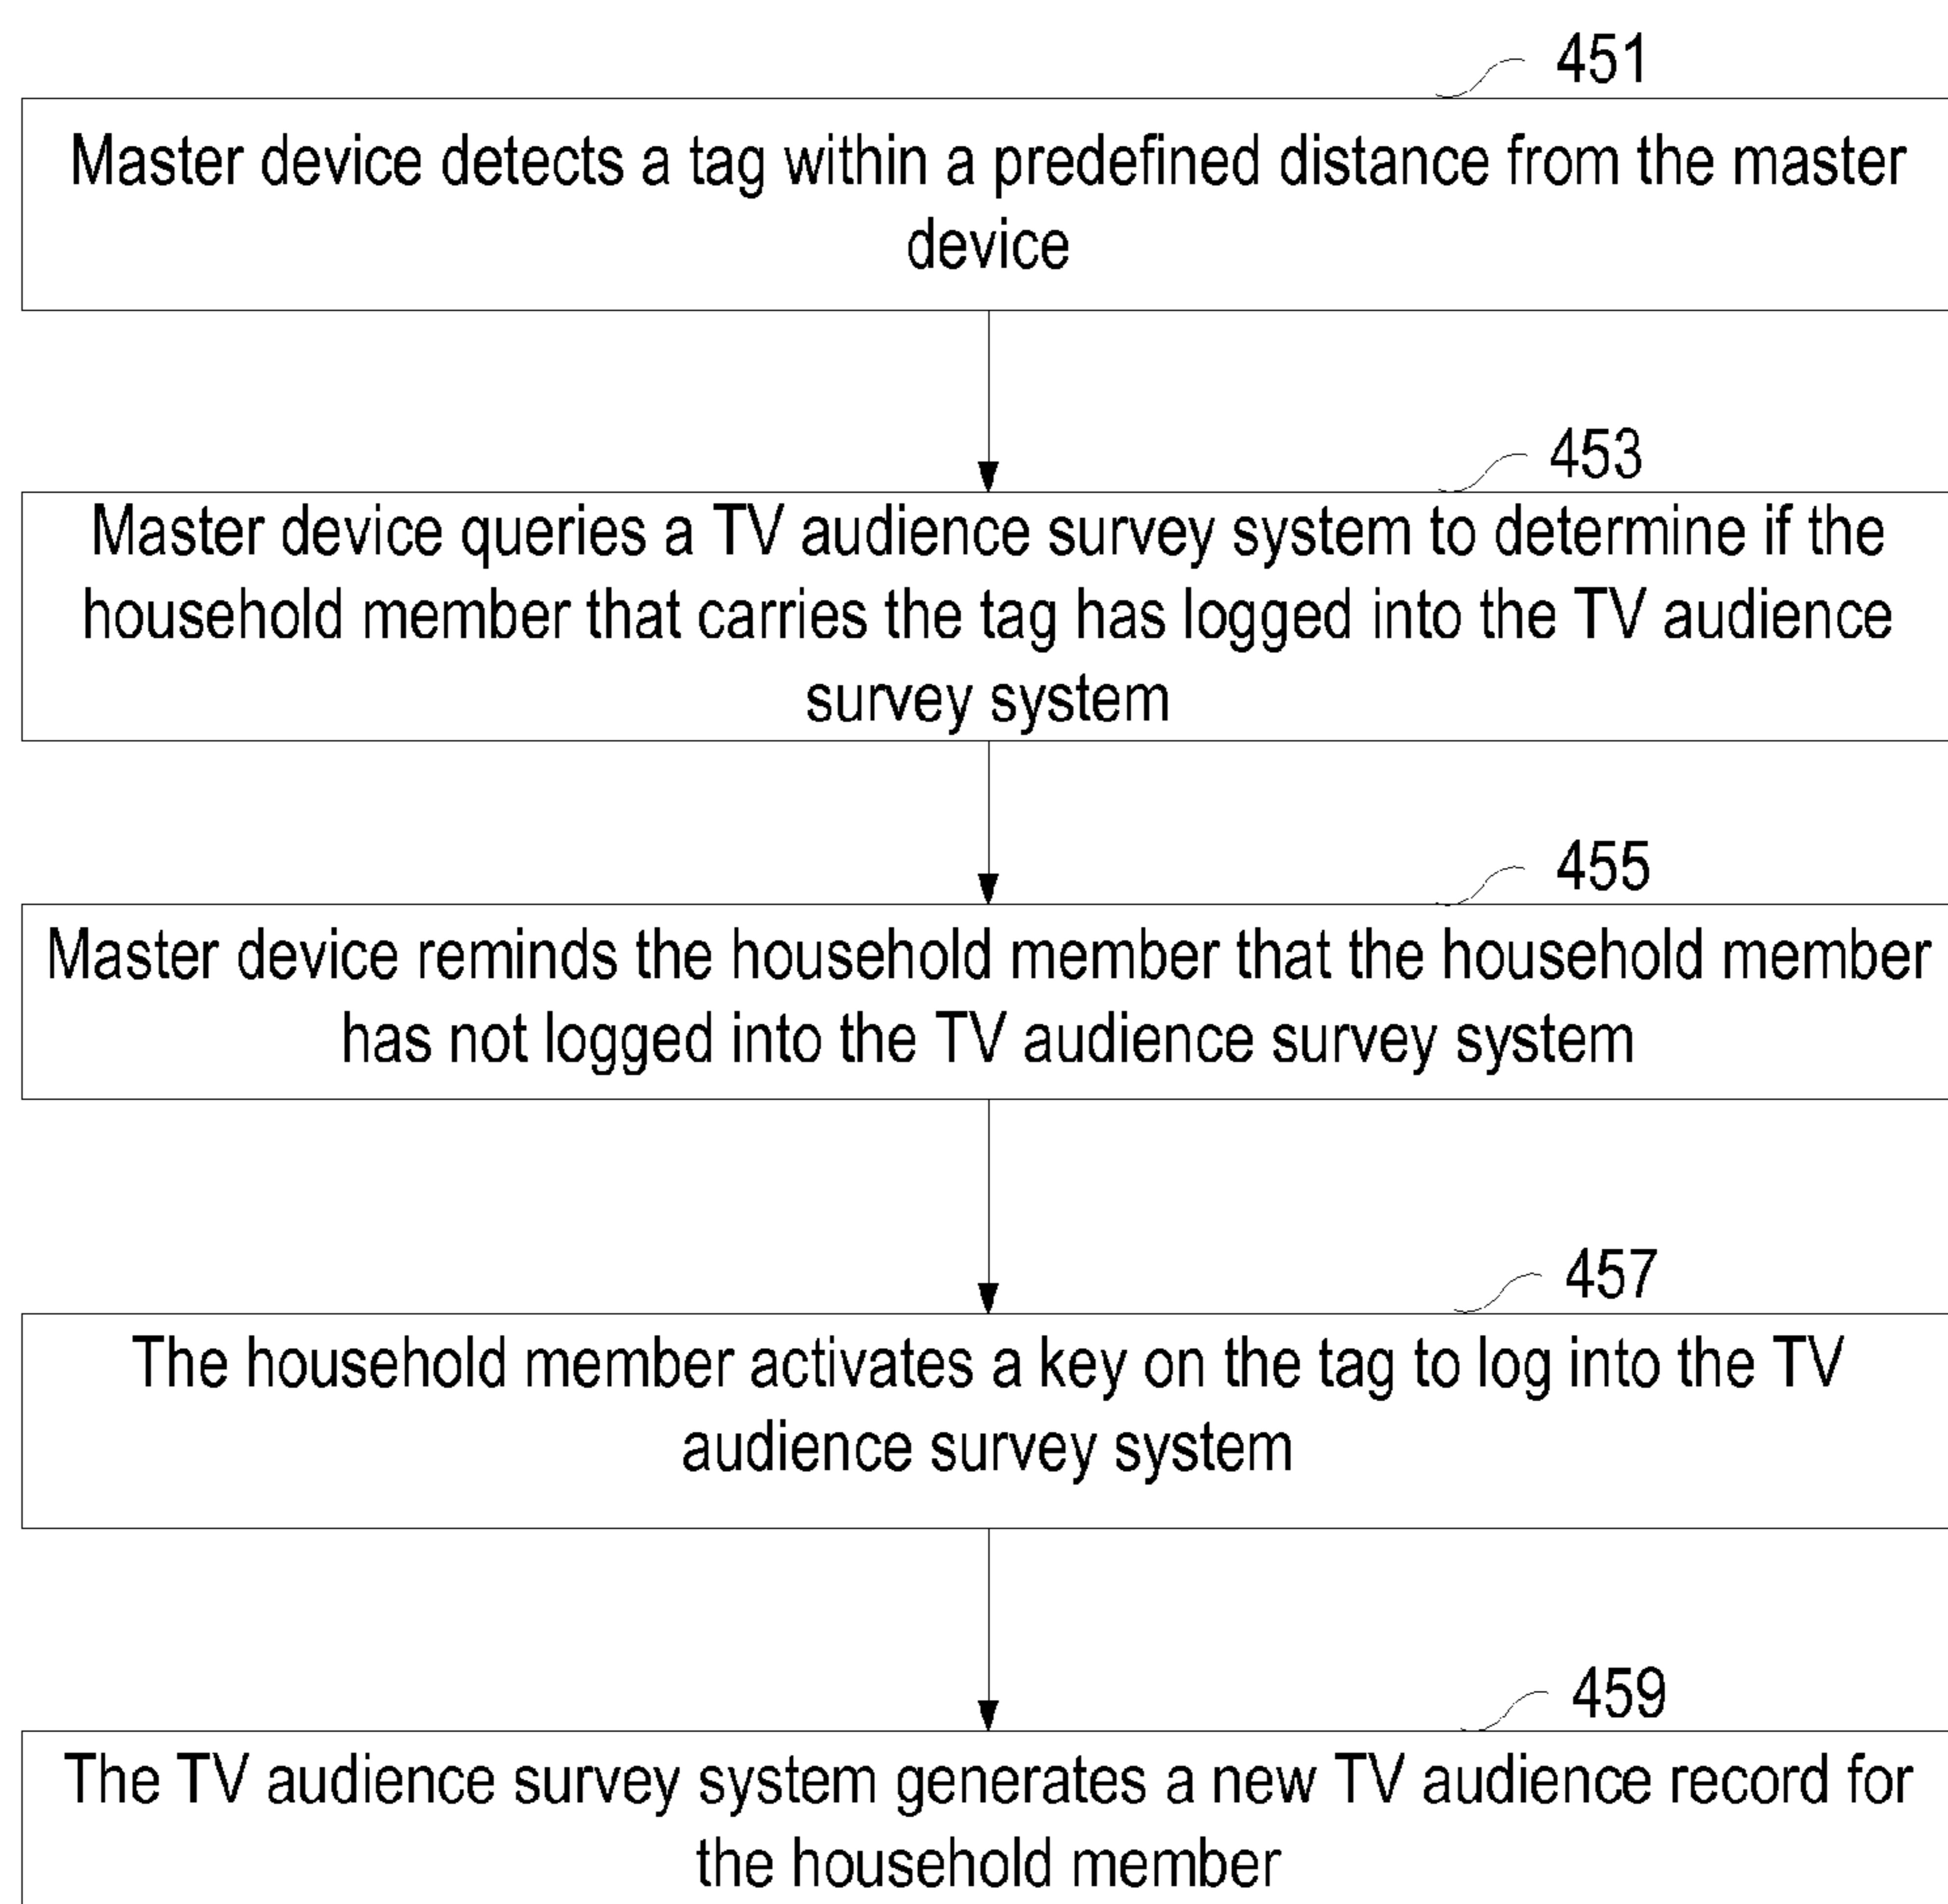 451
Master device detects a tag within a predefined distance from the master
device
453
Master device queries a TV audience survey system to determine if the
household member that carries the tag has logged into the TV audience
survey system
455
Master device reminds the household member that the household member
has not logged into the TV audience survey system
457
The household member activates a key on the tag to log into the TV
audience survey system
459
The TV audience survey system generates a new TV audience record for
the household member